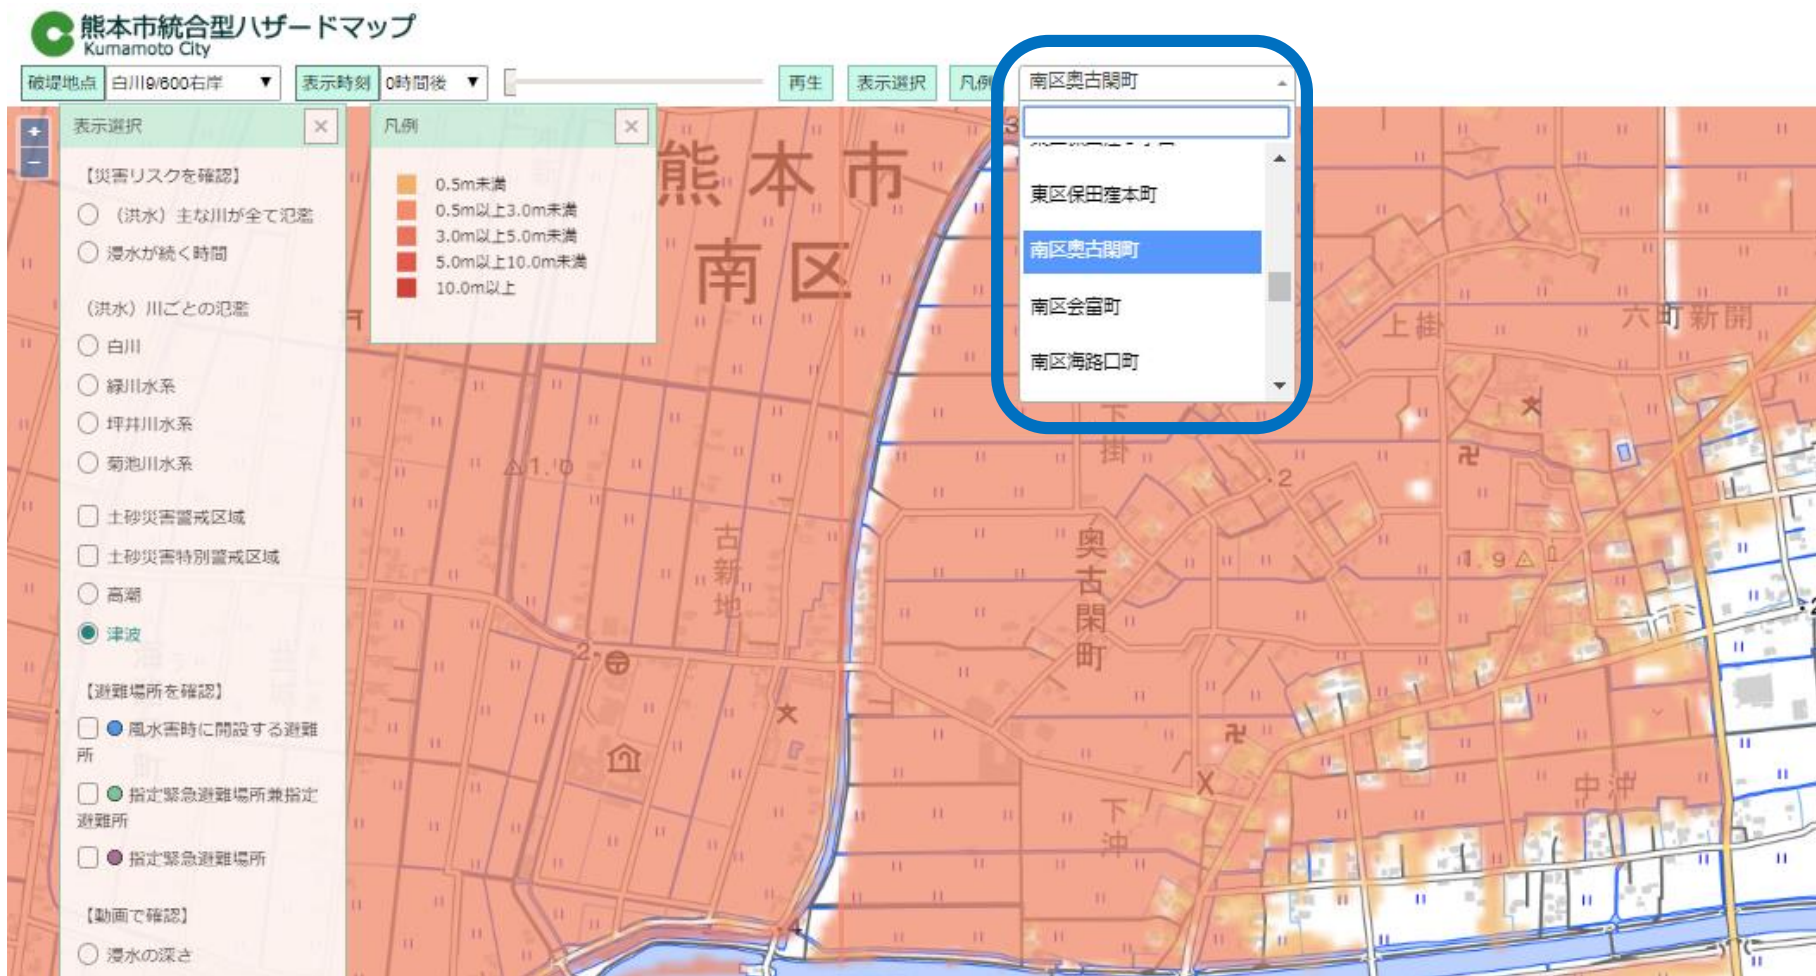 熊本市統合型ハザードマップ
Kumamoto City
破堤地点 白川9/600右岸 ▼ 表示時刻 0時間後 ▼ 再生 表示選択 凡例 南区奥古閑町
+
−
表示選択 ×
【災害リスクを確認】
（洪水）主な川が全て氾濫
浸水が続く時間
（洪水）川ごとの氾濫
白川
緑川水系
坪井川水系
菊池川水系
土砂災害警戒区域
土砂災害特別警戒区域
高潮
津波
【避難場所を確認】
風水害時に開設する避難
所
指定緊急避難場所兼指定
避難所
指定緊急避難場所
【動画で確認】
浸水の深さ
凡例 ×
0.5m未満
0.5m以上3.0m未満
3.0m以上5.0m未満
5.0m以上10.0m未満
10.0m以上
東区保田窪本町
南区奥古閑町
南区会富町
南区海路口町
熊本市
南区
上掛
六町新開
下掛
1.0
2
古新地
奥古閑町
1.9
2
中沖
下沖